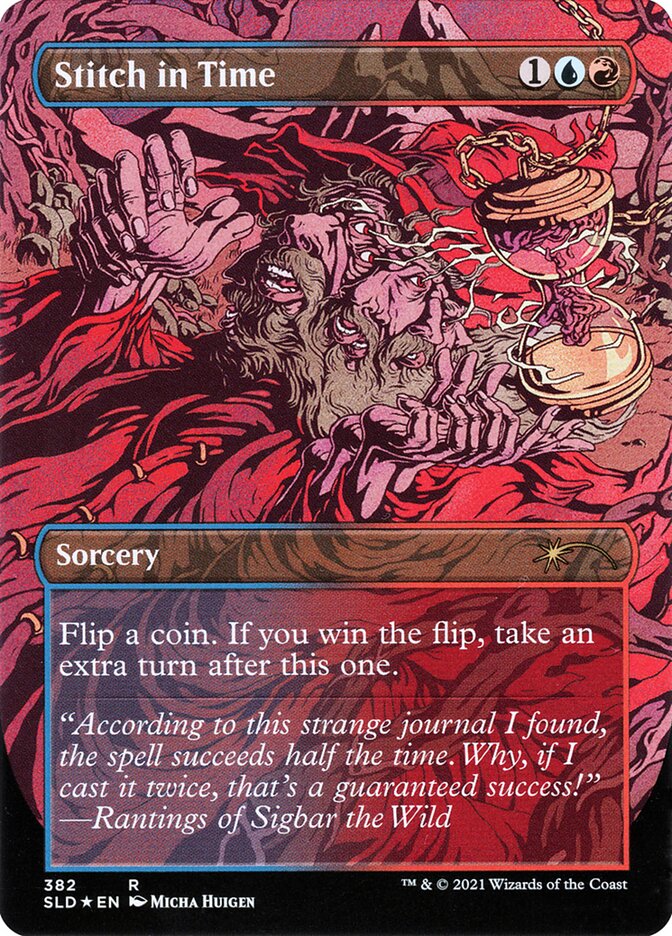 Stitch in Time
1
Sorcery
Flip a coin. If you win the flip, take an
extra turn after this one.
“According to this strange journal I found,
the spell succeeds half the time. Why, if I
cast it twice, that’s a guaranteed success!”
—Rantings of Sigbar the Wild
382 R
SLD★EN Micha Huigen
™ & © 2021 Wizards of the Coast